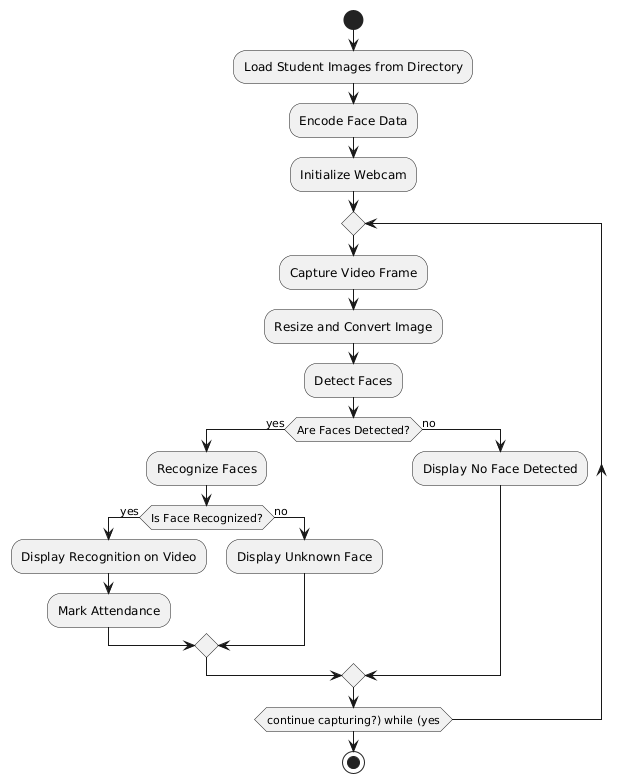 Load Student Images from Directory
Encode Face Data
Initialize Webcam
Capture Video Frame
Resize and Convert Image
Detect Faces
yes
Are Faces Detected?
no
Recognize Faces
Display No Face Detected
yes
Is Face Recognized?
no
Display Recognition on Video
Display Unknown Face
Mark Attendance
continue capturing?) while (yes